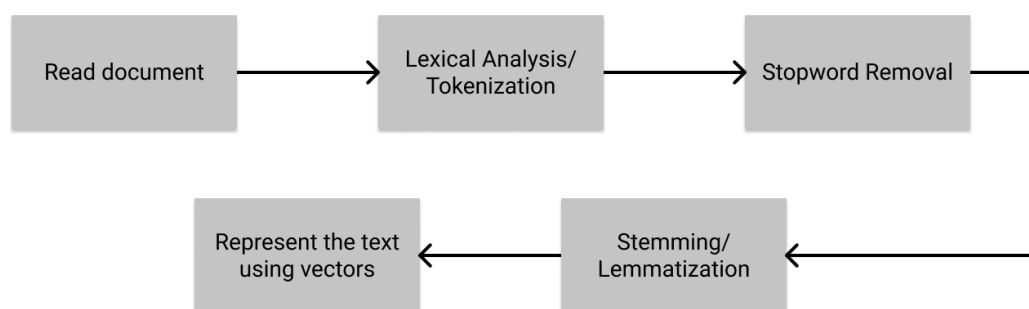 Read document
Lexical Analysis/
Tokenization
Stopword Removal
Stemming/
Lemmatization
Represent the text
using vectors